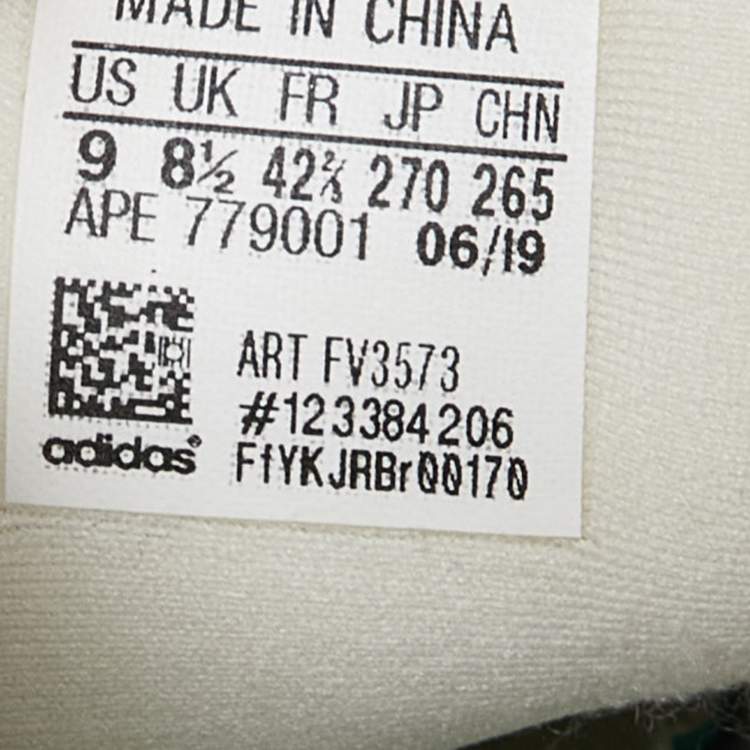 MADE IN CHINA
US UK FR JP CHN
9 8½ 42⅔ 270 265
APE 779001 06/19
ART FV3573
#123384206
adidas® FfYKJRBr00170